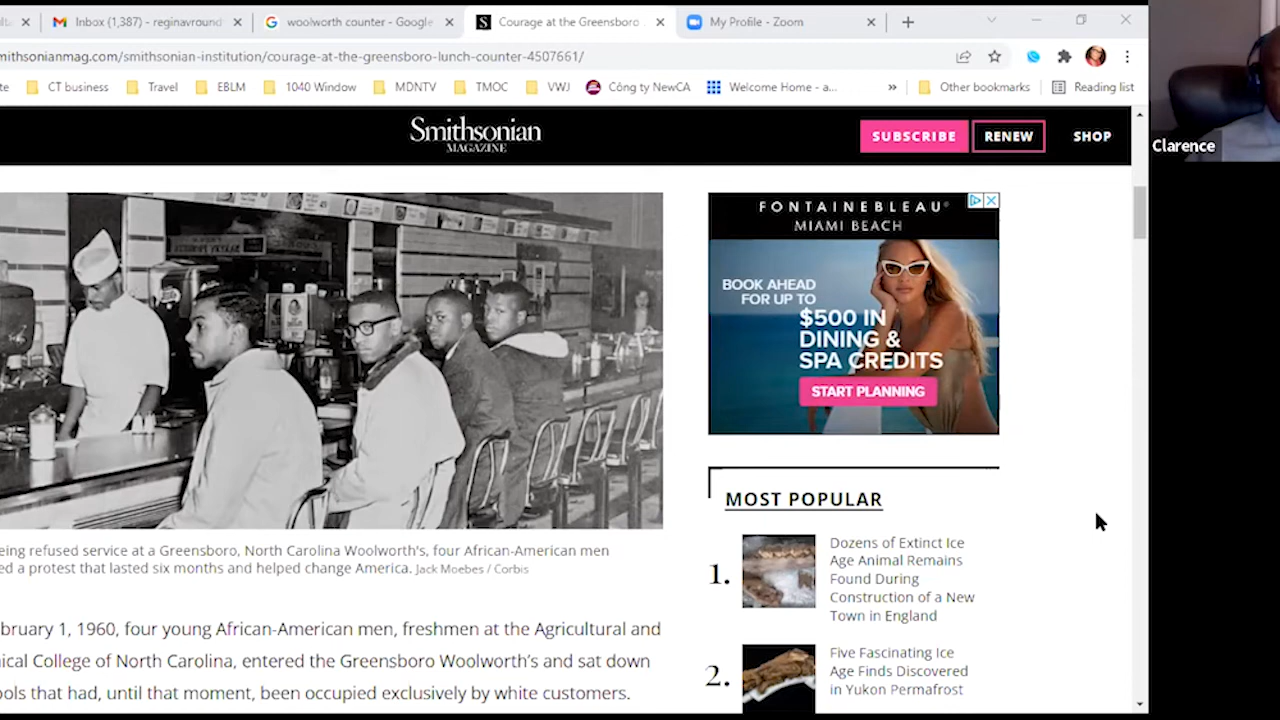 Inbox (1,387) - reginavround
woolworth counter - Google
S
Courage at the Greensboro
My Profile - Zoom
mithsonianmag.com/smithsonian-institution/courage-at-the-greensboro-lunch-counter-4507661/
CT business
Travel
EBLM
1040 Window
MDNTV
TMOC
VWJ
Công ty NewCA
Welcome Home - a...
»
Other bookmarks
Reading list
Smithsonian
MAGAZINE
SUBSCRIBE
RENEW
SHOP
Clarence
FONTAINEBLEAU
MIAMI BEACH
BOOK AHEAD
FOR UP TO
$500 IN
DINING &
SPA CREDITS
START PLANNING
eing refused service at a Greensboro, North Carolina Woolworth's, four African-American men
ed a protest that lasted six months and helped change America. Jack Moebes / Corbis
bruary 1, 1960, four young African-American men, freshmen at the Agricultural and
nical College of North Carolina, entered the Greensboro Woolworth's and sat down
ools that had, until that moment, been occupied exclusively by white customers.
MOST POPULAR
1.
Dozens of Extinct Ice
Age Animal Remains
Found During
Construction of a New
Town in England
2.
Five Fascinating Ice
Age Finds Discovered
in Yukon Permafrost